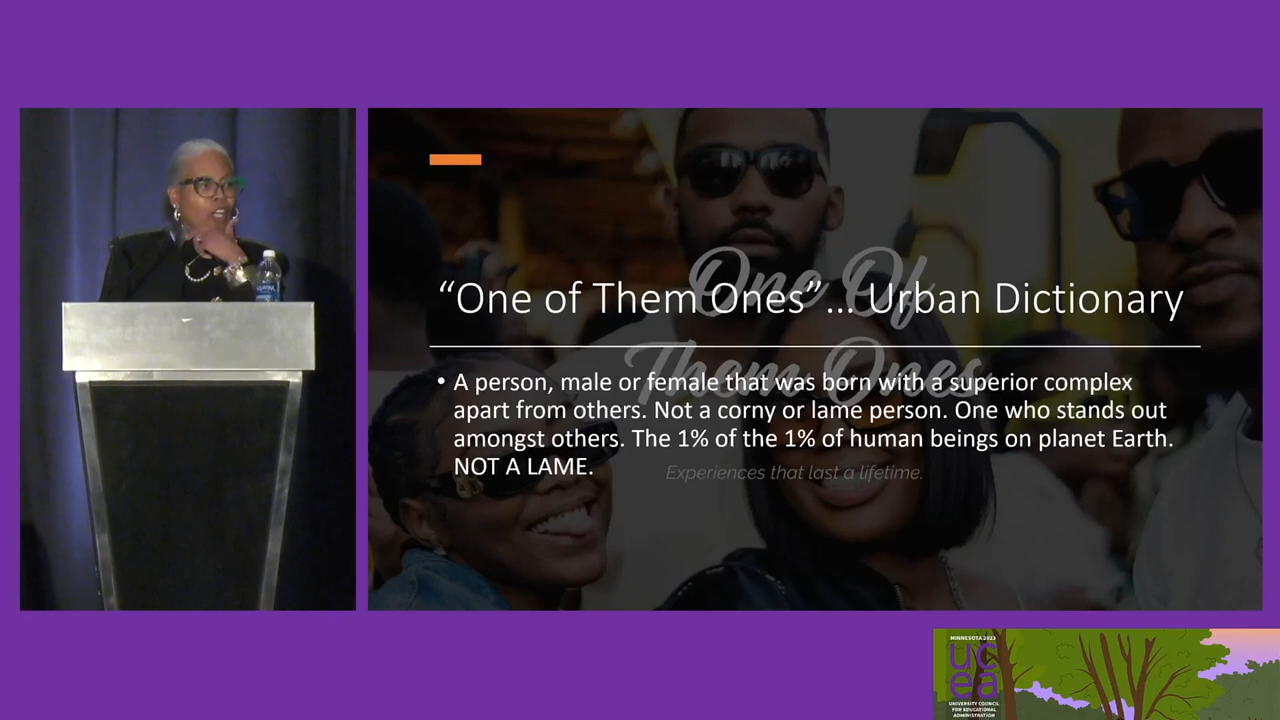 “One of Them Ones”... Urban Dictionary
One Of
Them Ones
• A person, male or female that was born with a superior complex
apart from others. Not a corny or lame person. One who stands out
amongst others. The 1% of the 1% of human beings on planet Earth.
NOT A LAME.
Experiences that last a lifetime.
MINNESOTA 2023
uc
ea
UNIVERSITY COUNCIL
FOR EDUCATIONAL
ADMINISTRATION